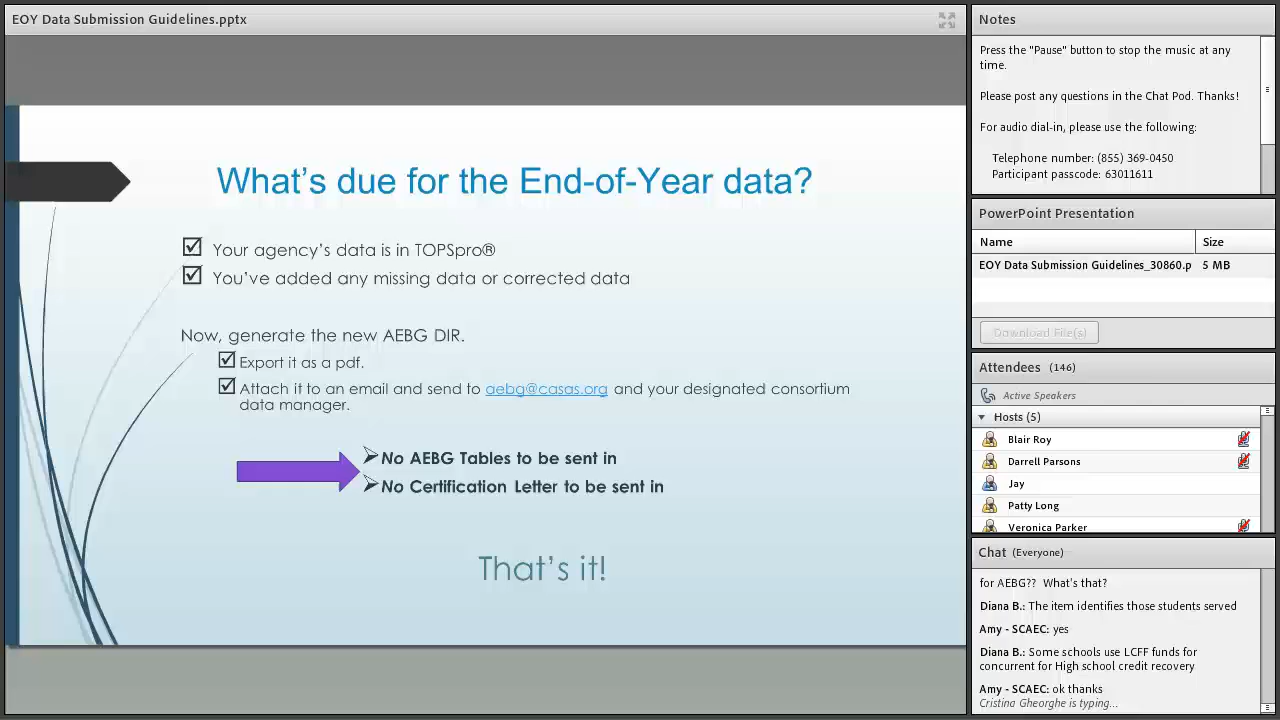 EOY Data Submission Guidelines.pptx
What's due for the End-of-Year data?
Your agency's data is in TOPSpro®
You've added any missing data or corrected data
Now, generate the new AEBG DIR.
Export it as a pdf.
Attach it to an email and send to aebg@casas.org and your designated consortium
data manager.
No AEBG Tables to be sent in
No Certification Letter to be sent in
That's it!
Notes
Press the "Pause" button to stop the music at any
time.
Please post any questions in the Chat Pod. Thanks!
For audio dial-in, please use the following:
Telephone number: (855) 369-0450
Participant passcode: 63011611
PowerPoint Presentation
Name Size
EOY Data Submission Guidelines_30860.p 5 MB
Download File(s)
Attendees (146)
Active Speakers
Hosts (5)
Blair Roy
Darrell Parsons
Jay
Patty Long
Veronica Parker
Chat (Everyone)
for AEBG?? What's that?
Diana B.: The item identifies those students served
Amy - SCAEC: yes
Diana B.: Some schools use LCFF funds for
concurrent for High school credit recovery
Amy - SCAEC: ok thanks
Cristina Gheorghe is typing...